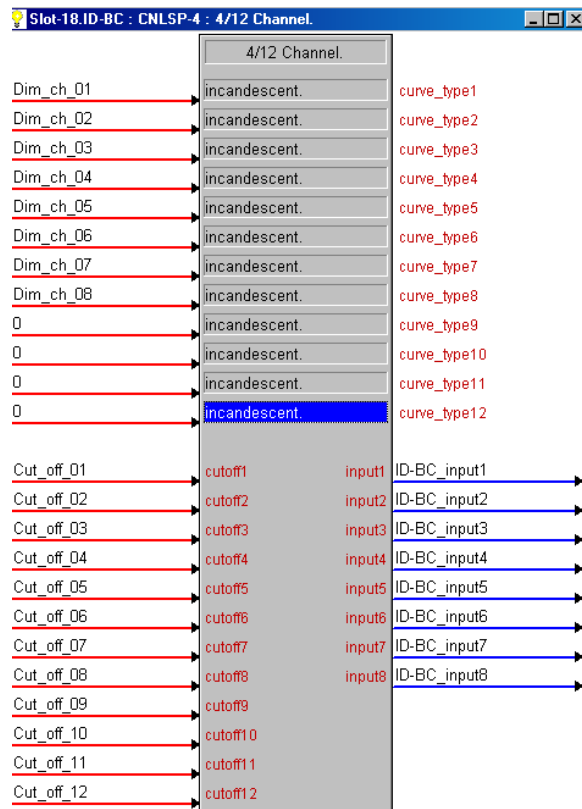 Slot-18.ID-BC : CNLSP-4 : 4/12 Channel.
4/12 Channel.
Dim_ch_01 incandescent. curve_type1
Dim_ch_02 incandescent. curve_type2
Dim_ch_03 incandescent. curve_type3
Dim_ch_04 incandescent. curve_type4
Dim_ch_05 incandescent. curve_type5
Dim_ch_06 incandescent. curve_type6
Dim_ch_07 incandescent. curve_type7
Dim_ch_08 incandescent. curve_type8
0 incandescent. curve_type9
0 incandescent. curve_type10
0 incandescent. curve_type11
0 incandescent. curve_type12
Cut_off_01 cutoff1 input1 ID-BC_input1
Cut_off_02 cutoff2 input2 ID-BC_input2
Cut_off_03 cutoff3 input3 ID-BC_input3
Cut_off_04 cutoff4 input4 ID-BC_input4
Cut_off_05 cutoff5 input5 ID-BC_input5
Cut_off_06 cutoff6 input6 ID-BC_input6
Cut_off_07 cutoff7 input7 ID-BC_input7
Cut_off_08 cutoff8 input8 ID-BC_input8
Cut_off_09 cutoff9
Cut_off_10 cutoff10
Cut_off_11 cutoff11
Cut_off_12 cutoff12